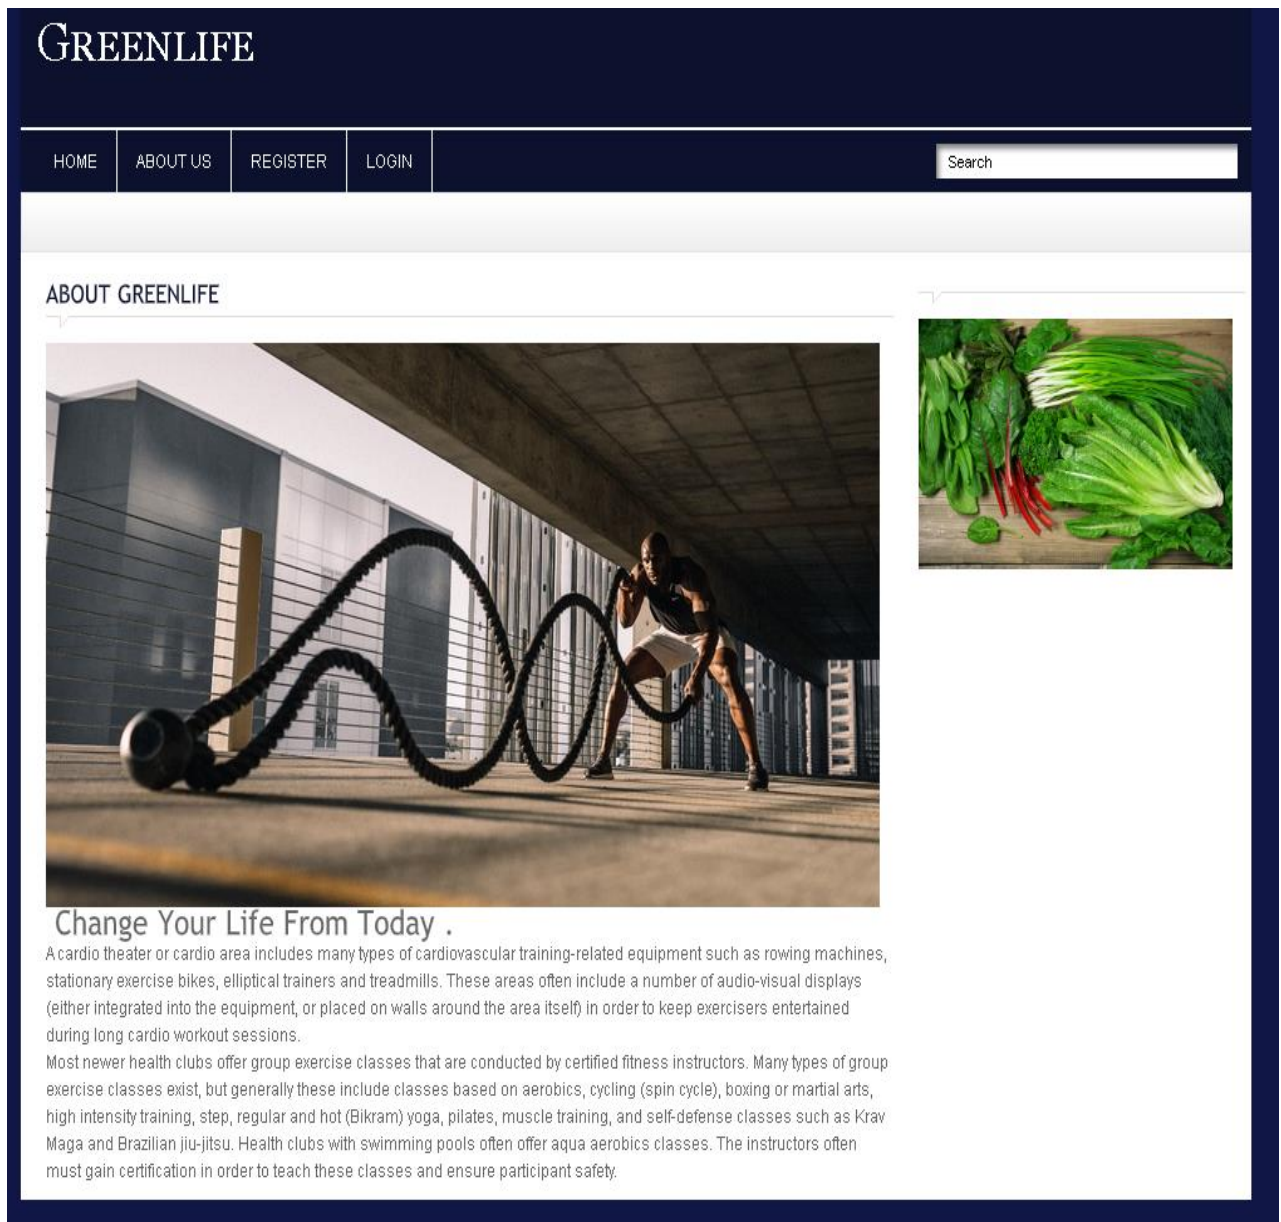 GREENLIFE
HOME ABOUT US REGISTER LOGIN Search
ABOUT GREENLIFE
Change Your Life From Today .
A cardio theater or cardio area includes many types of cardiovascular training-related equipment such as rowing machines,
stationary exercise bikes, elliptical trainers and treadmills. These areas often include a number of audio-visual displays
(either integrated into the equipment, or placed on walls around the area itself) in order to keep exercisers entertained
during long cardio workout sessions.
Most newer health clubs offer group exercise classes that are conducted by certified fitness instructors. Many types of group
exercise classes exist, but generally these include classes based on aerobics, cycling (spin cycle), boxing or martial arts,
high intensity training, step, regular and hot (Bikram) yoga, pilates, muscle training, and self-defense classes such as Krav
Maga and Brazilian jiu-jitsu. Health clubs with swimming pools often offer aqua aerobics classes. The instructors often
must gain certification in order to teach these classes and ensure participant safety.